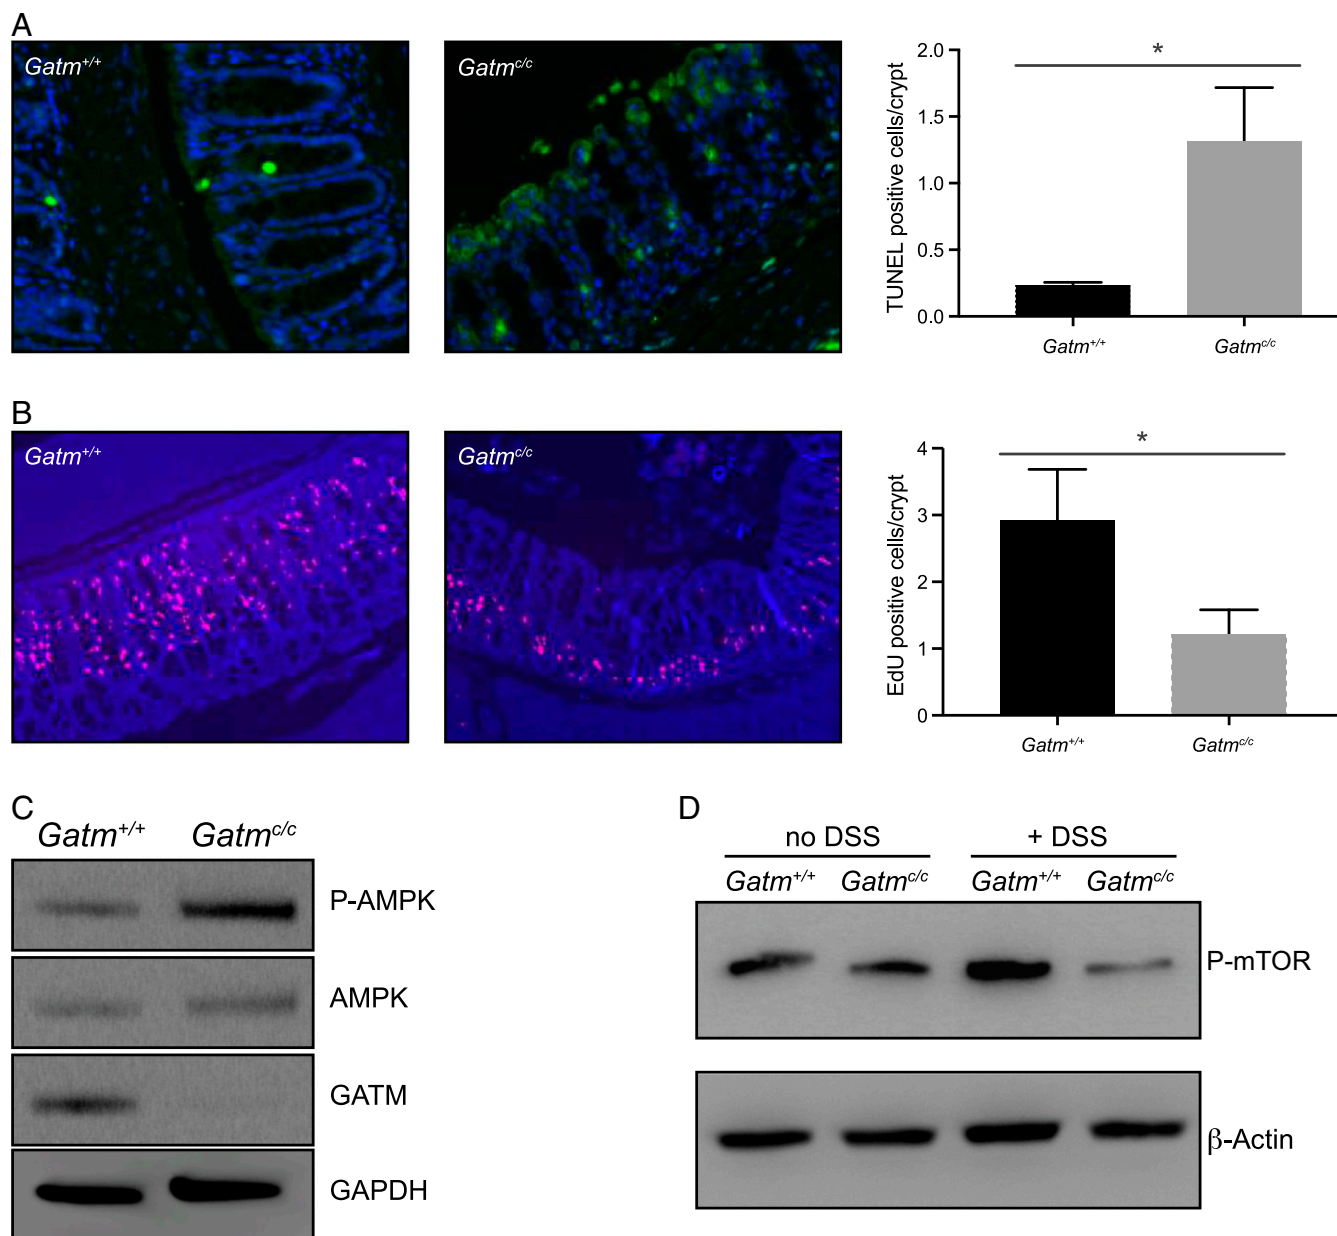 A
Gatm+/+
Gatmc/c
*
2.0
1.5
1.0
0.5
0.0
TUNEL positive cells/crypt
Gatm+/+ Gatmc/c
B
Gatm+/+
Gatmc/c
*
4
3
2
1
0
EdU positive cells/crypt
Gatm+/+ Gatmc/c
C
Gatm+/+ Gatmc/c
P-AMPK
AMPK
GATM
GAPDH
D
no DSS + DSS
Gatm+/+ Gatmc/c Gatm+/+ Gatmc/c
P-mTOR
β-Actin